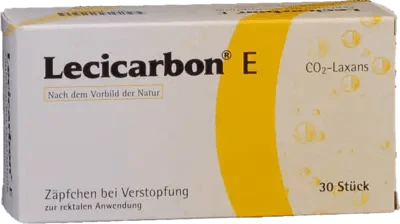 Lecicarbon® E
CO₂-Laxans
Nach dem Vorbild der Natur
Zäpfchen bei Verstopfung
zur rektalen Anwendung
30 Stück